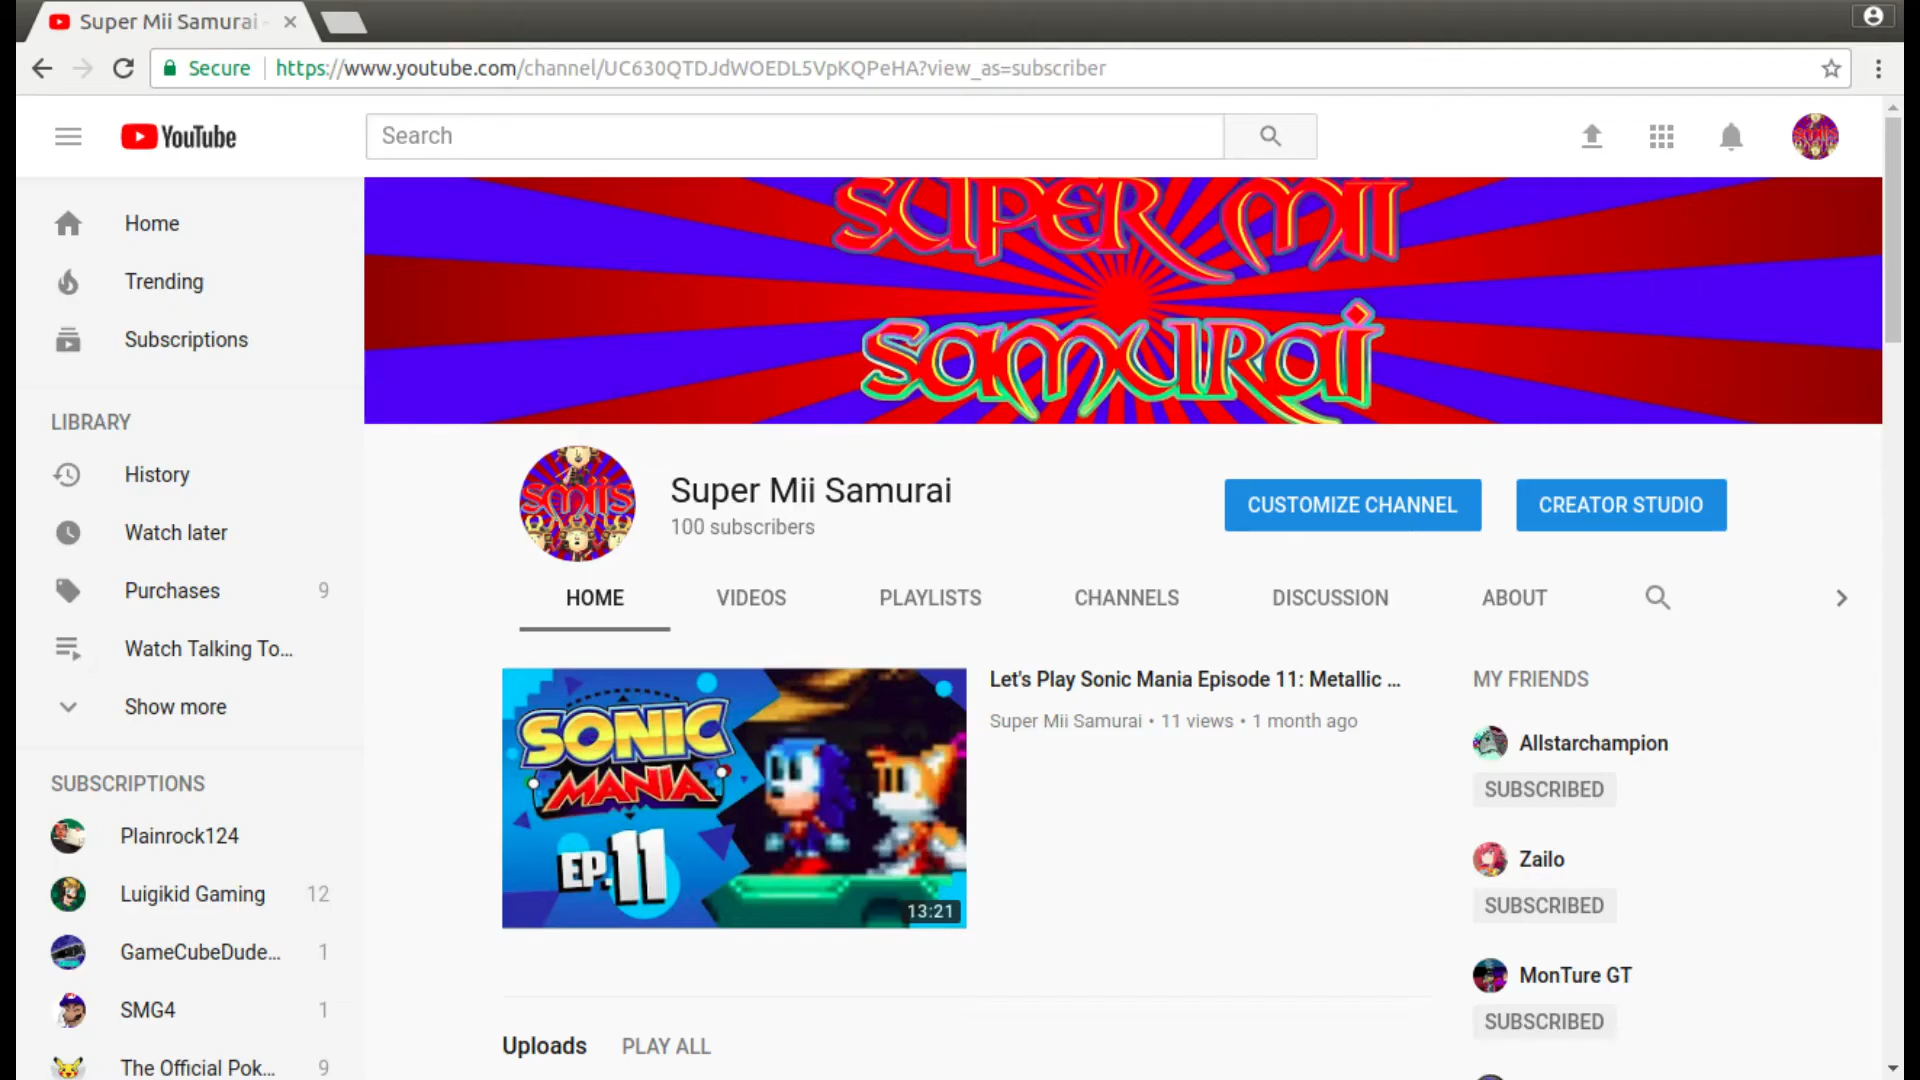 Super Mii Samurai -
Secure https://www.youtube.com/channel/UC630QTDJdWOEDL5VpKQPeHA?view_as=subscriber
YouTube
Search
Home
Trending
Subscriptions
LIBRARY
History
Watch later
Purchases 9
Watch Talking To...
Show more
SUBSCRIPTIONS
Plainrock124
Luigikid Gaming 12
GameCubeDude... 1
SMG4 1
The Official Pok... 9
SUPER MII
SAMURAI
SMIIS
Super Mii Samurai
100 subscribers
CUSTOMIZE CHANNEL
CREATOR STUDIO
HOME VIDEOS PLAYLISTS CHANNELS DISCUSSION ABOUT
SONIC
MANIA
EP.11
13:21
Let's Play Sonic Mania Episode 11: Metallic ...
Super Mii Samurai • 11 views • 1 month ago
Uploads PLAY ALL
MY FRIENDS
Allstarchampion
SUBSCRIBED
Zailo
SUBSCRIBED
MonTure GT
SUBSCRIBED